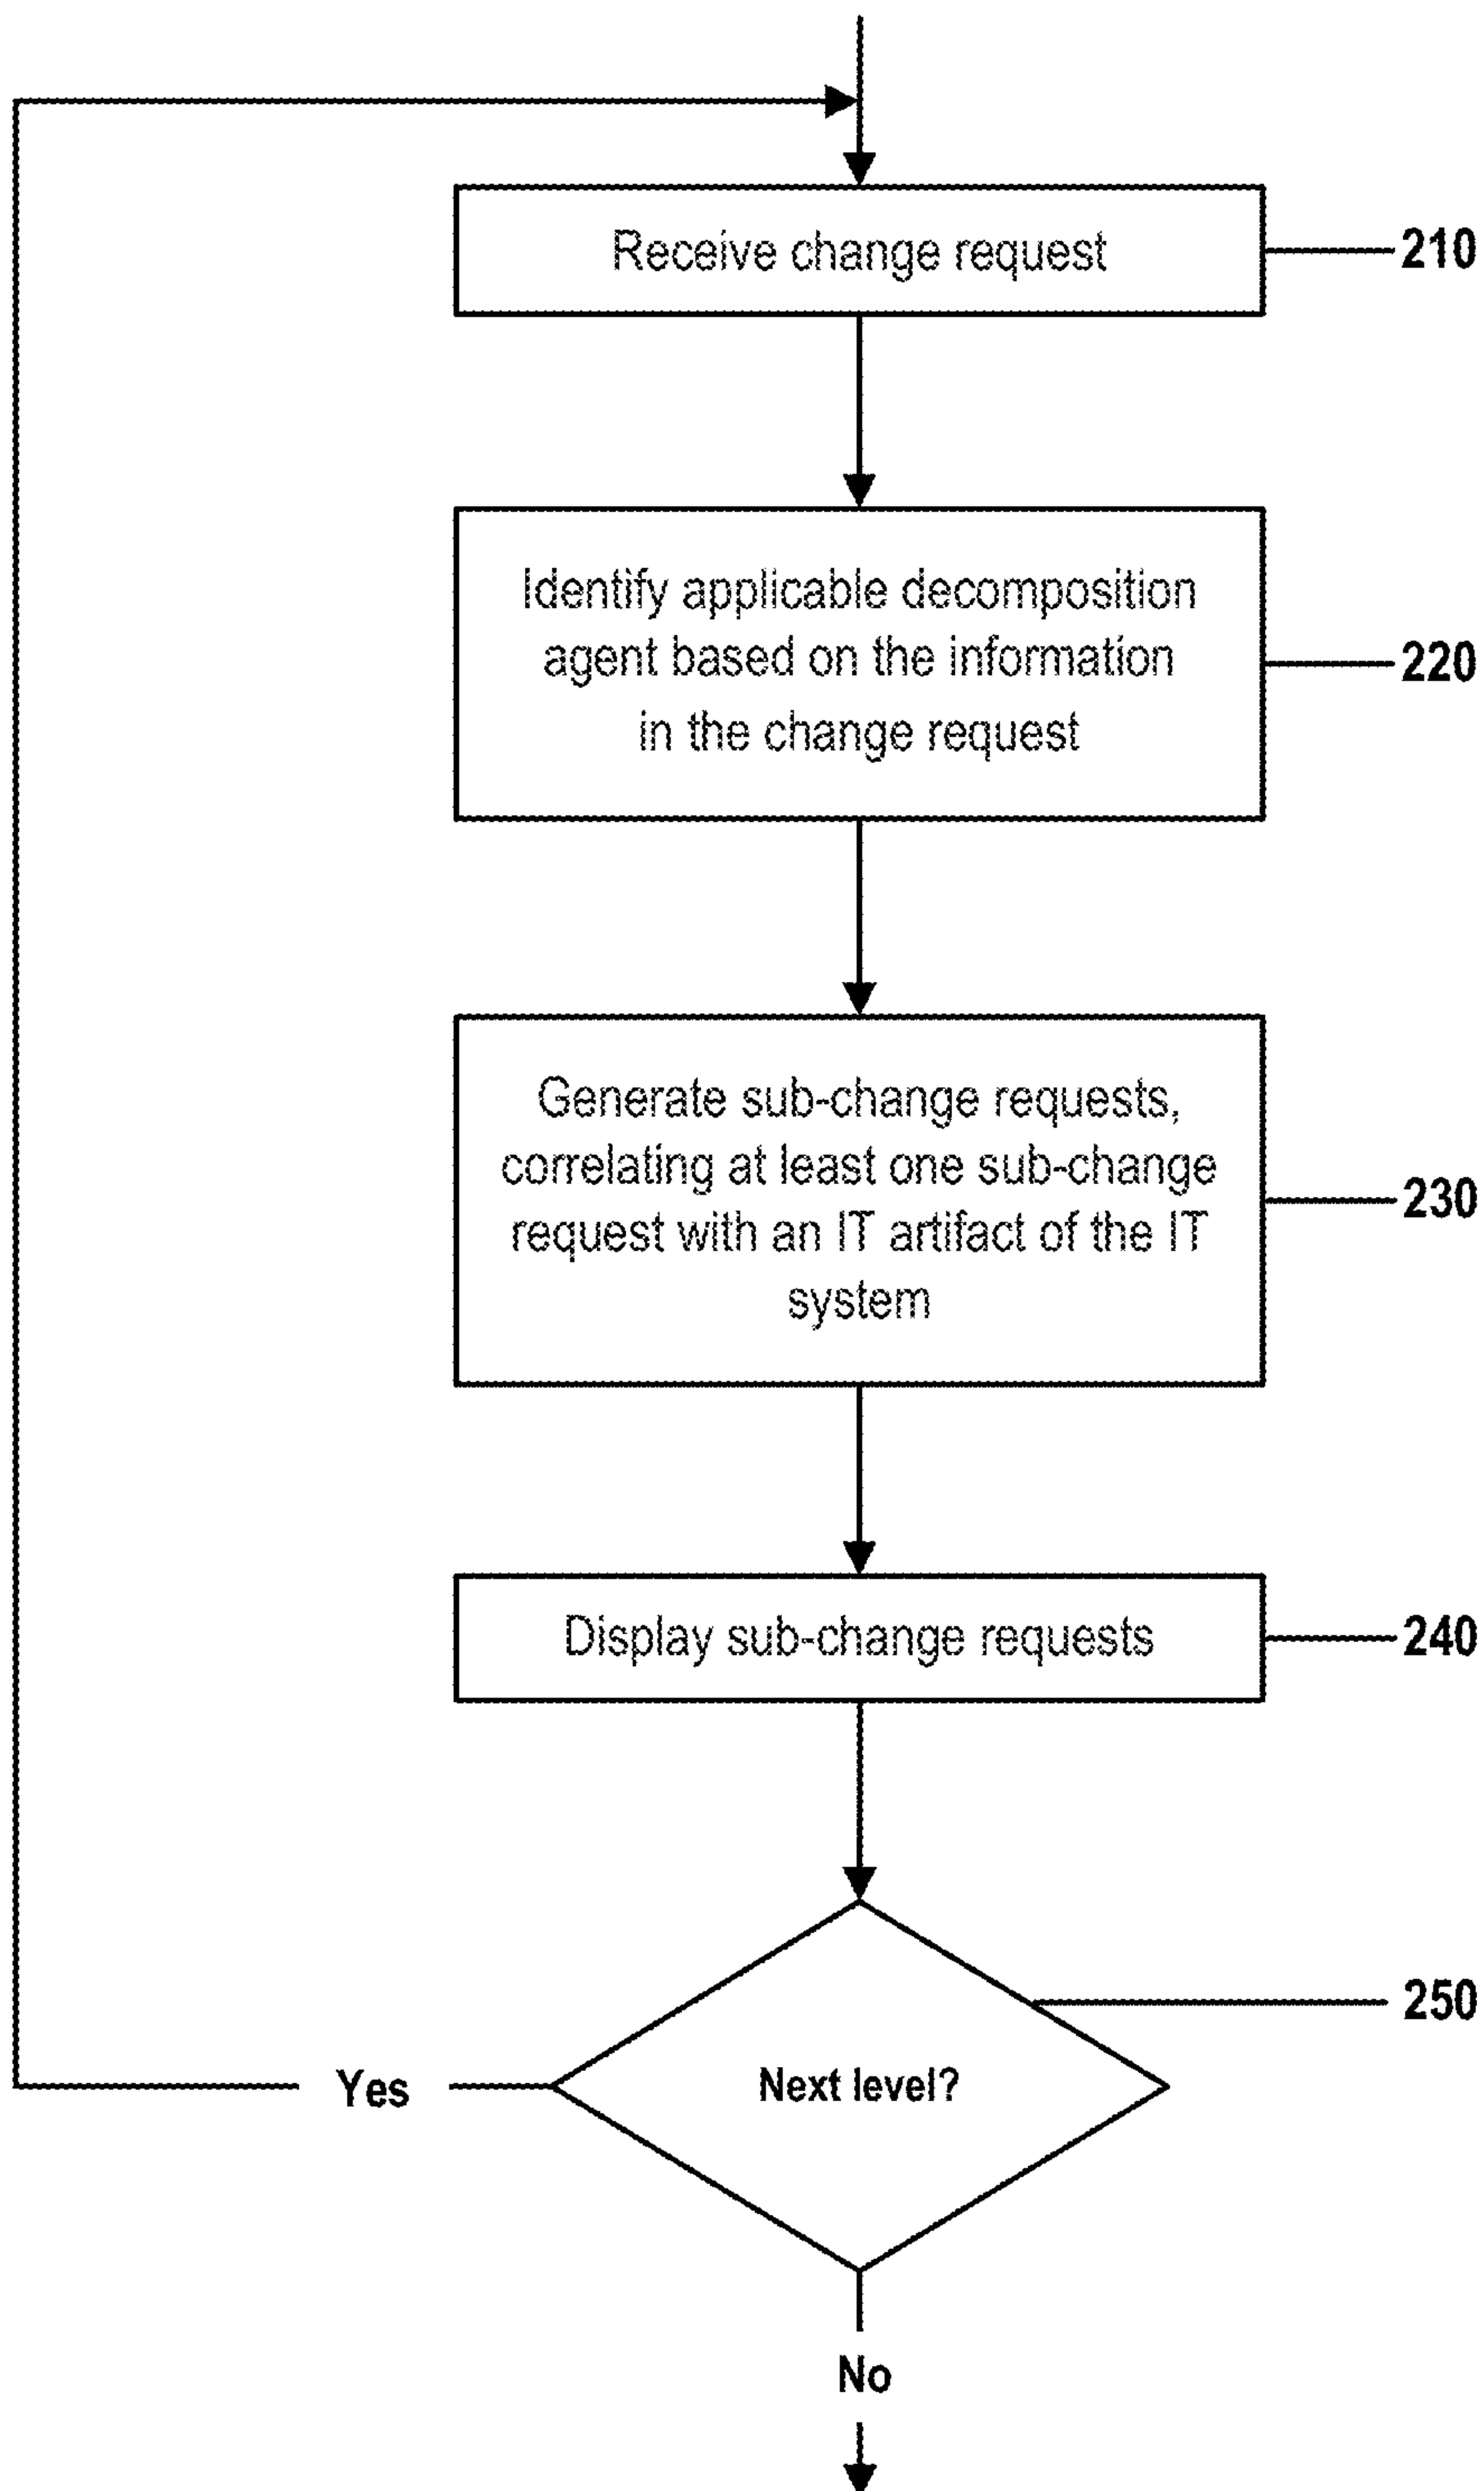 Receive change request
210
Identify applicable decomposition
agent based on the information
in the change request
220
Generate sub-change requests,
correlating at least one sub-change
request with an IT artifact of the IT
system
230
Display sub-change requests
240
250
Next level?
Yes
No